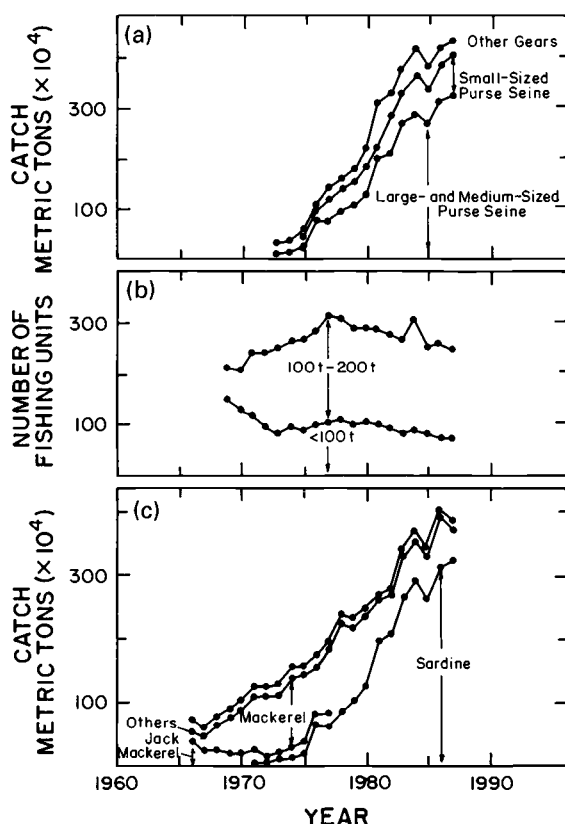 (a)
CATCH
METRIC TONS (×10⁴)
300
100
Other Gears
Small-Sized
Purse Seine
Large- and Medium-Sized
Purse Seine
(b)
NUMBER OF
FISHING UNITS
300
100
100t-200t
<100t
(c)
CATCH
METRIC TONS (×10⁴)
300
100
Others
Jack
Mackerel
Mackerel
Sardine
1960
1970
1980
1990
YEAR